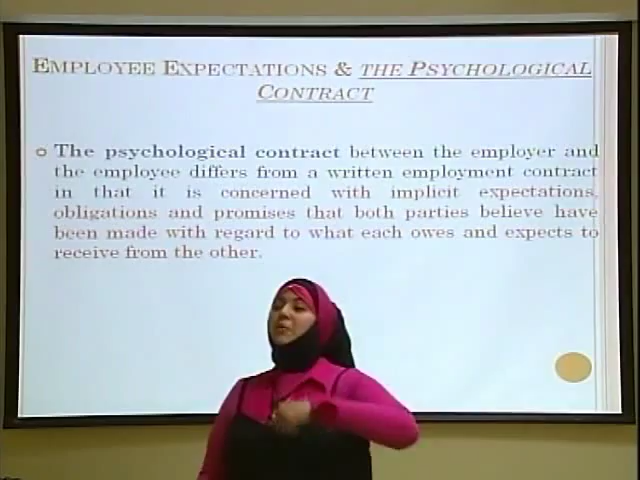 EMPLOYEE EXPECTATIONS & THE PSYCHOLOGICAL
CONTRACT
The psychological contract between the employer and
the employee differs from a written employment contract
in that it is concerned with implicit expectations,
obligations and promises that both parties believe have
been made with regard to what each owes and expects to
receive from the other.